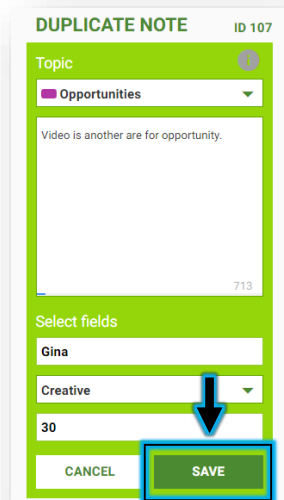 DUPLICATE NOTE ID 107
Topic i
Opportunities
Video is another are for opportunity.
713
Select fields
Gina
Creative
30
CANCEL SAVE